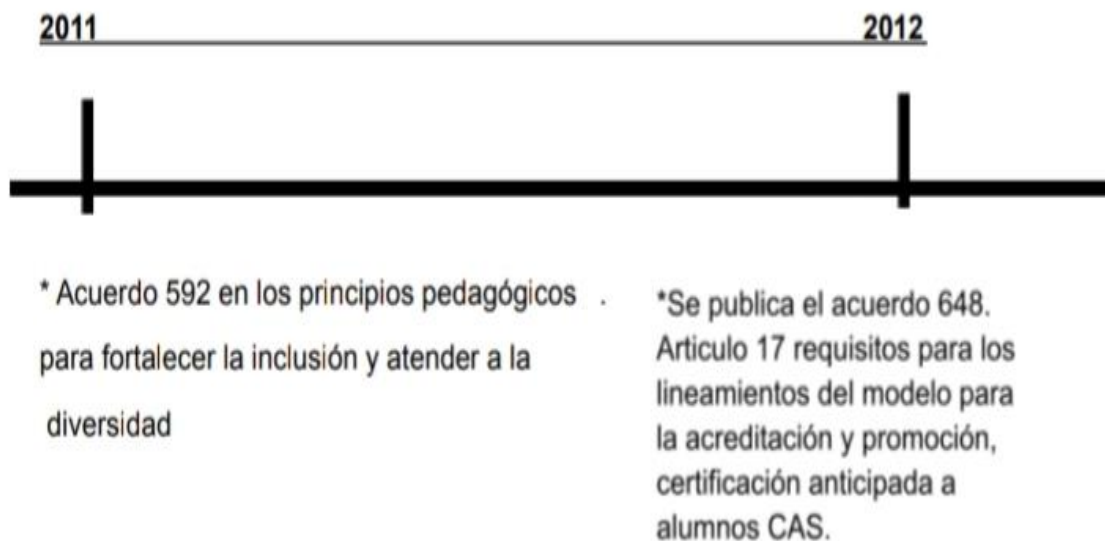 2011 2012
* Acuerdo 592 en los principios pedagógicos .
para fortalecer la inclusión y atender a la
diversidad
*Se publica el acuerdo 648.
Articulo 17 requisitos para los
lineamientos del modelo para
la acreditación y promoción,
certificación anticipada a
alumnos CAS.